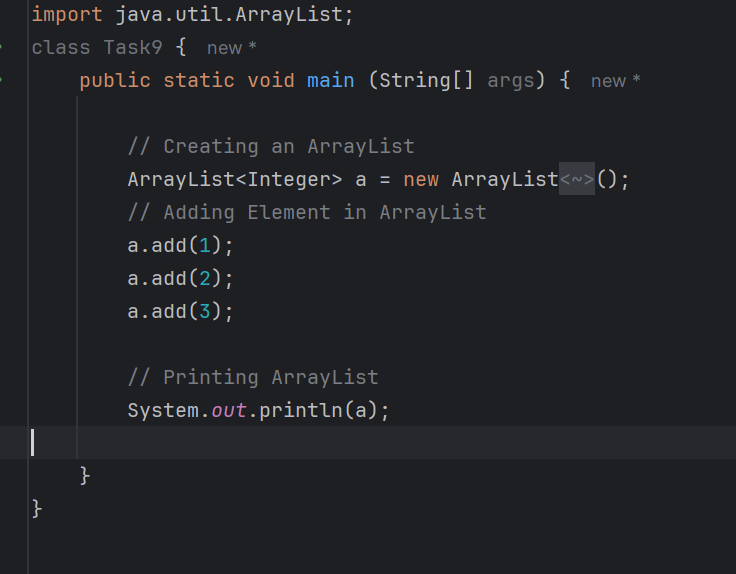 import java.util.ArrayList;
class Task9 {  new *
    public static void main (String[] args) {  new *

        // Creating an ArrayList
        ArrayList<Integer> a = new ArrayList<~>();
        // Adding Element in ArrayList
        a.add(1);
        a.add(2);
        a.add(3);

        // Printing ArrayList
        System.out.println(a);

    }
}